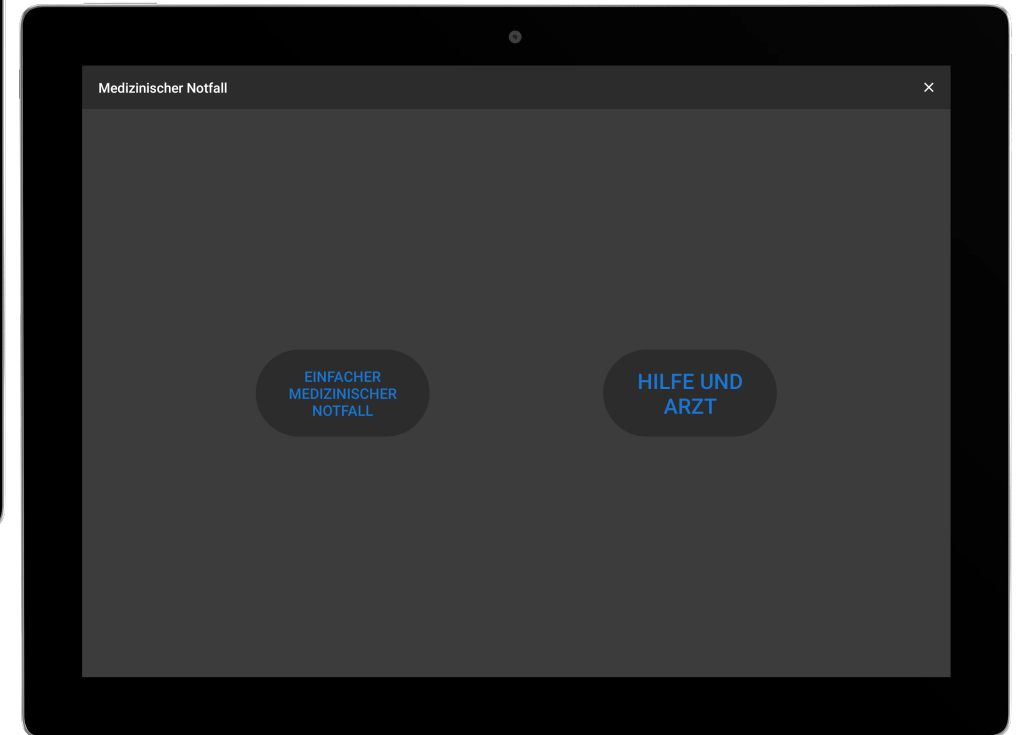 Medizinischer Notfall
EINFACHER
MEDIZINISCHER
NOTFALL
HILFE UND
ARZT